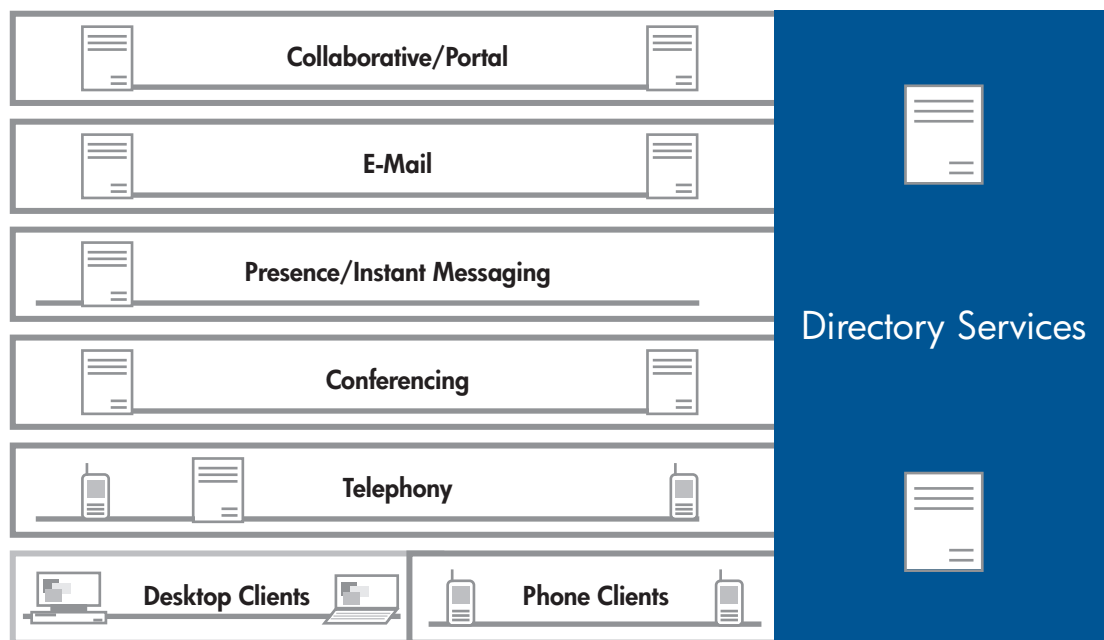 Collaborative/Portal
E-Mail
Presence/Instant Messaging
Directory Services
Conferencing
Telephony
Desktop Clients
Phone Clients